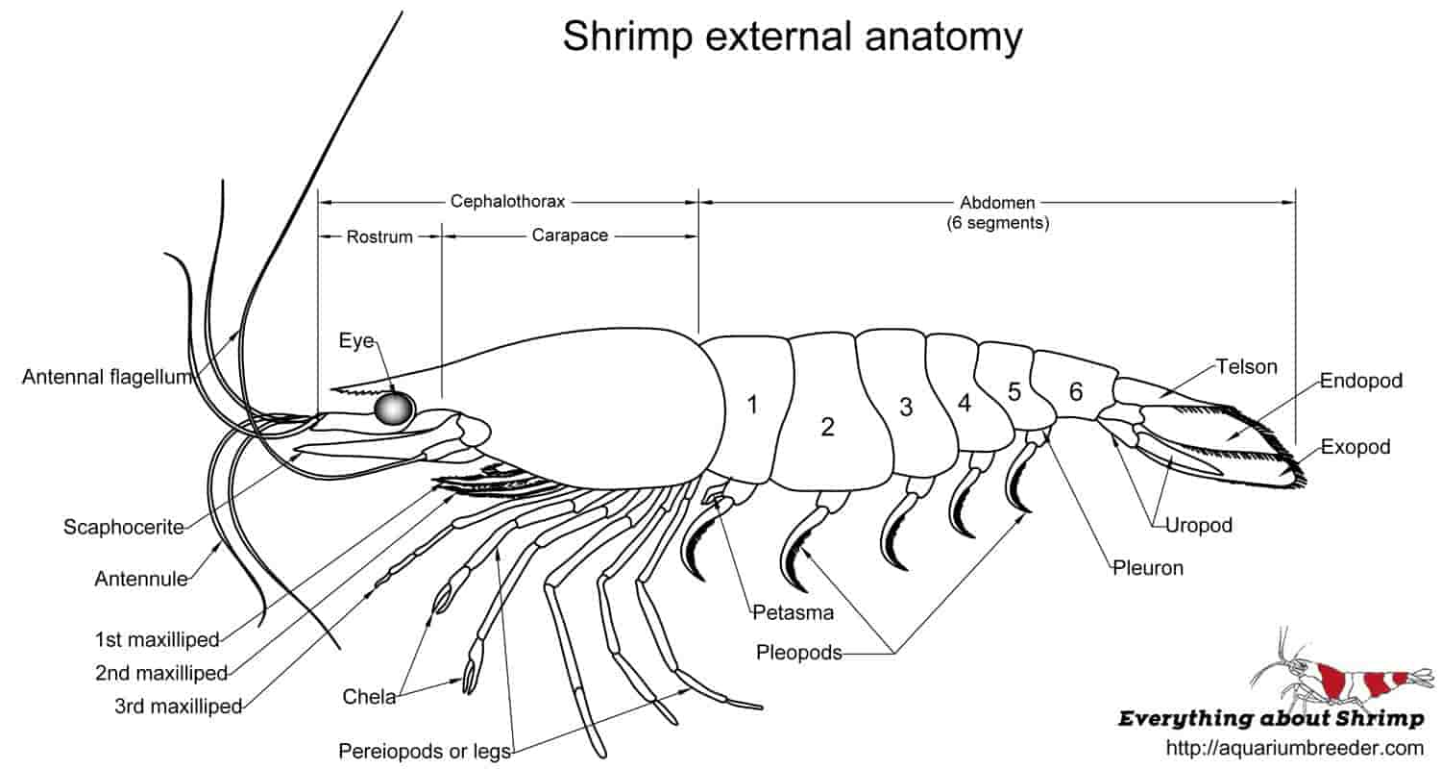 Shrimp external anatomy
Cephalothorax
Abdomen
(6 segments)
Rostrum
Carapace
Eye
Antennal flagellum
Telson
Endopod
Exopod
1
2
3
4
5
6
Scaphocerite
Uropod
Antennule
Pleuron
Petasma
1st maxilliped
Pleopods
2nd maxilliped
Chela
3rd maxilliped
Pereiopods or legs
Everything about Shrimp
http://aquariumbreeder.com